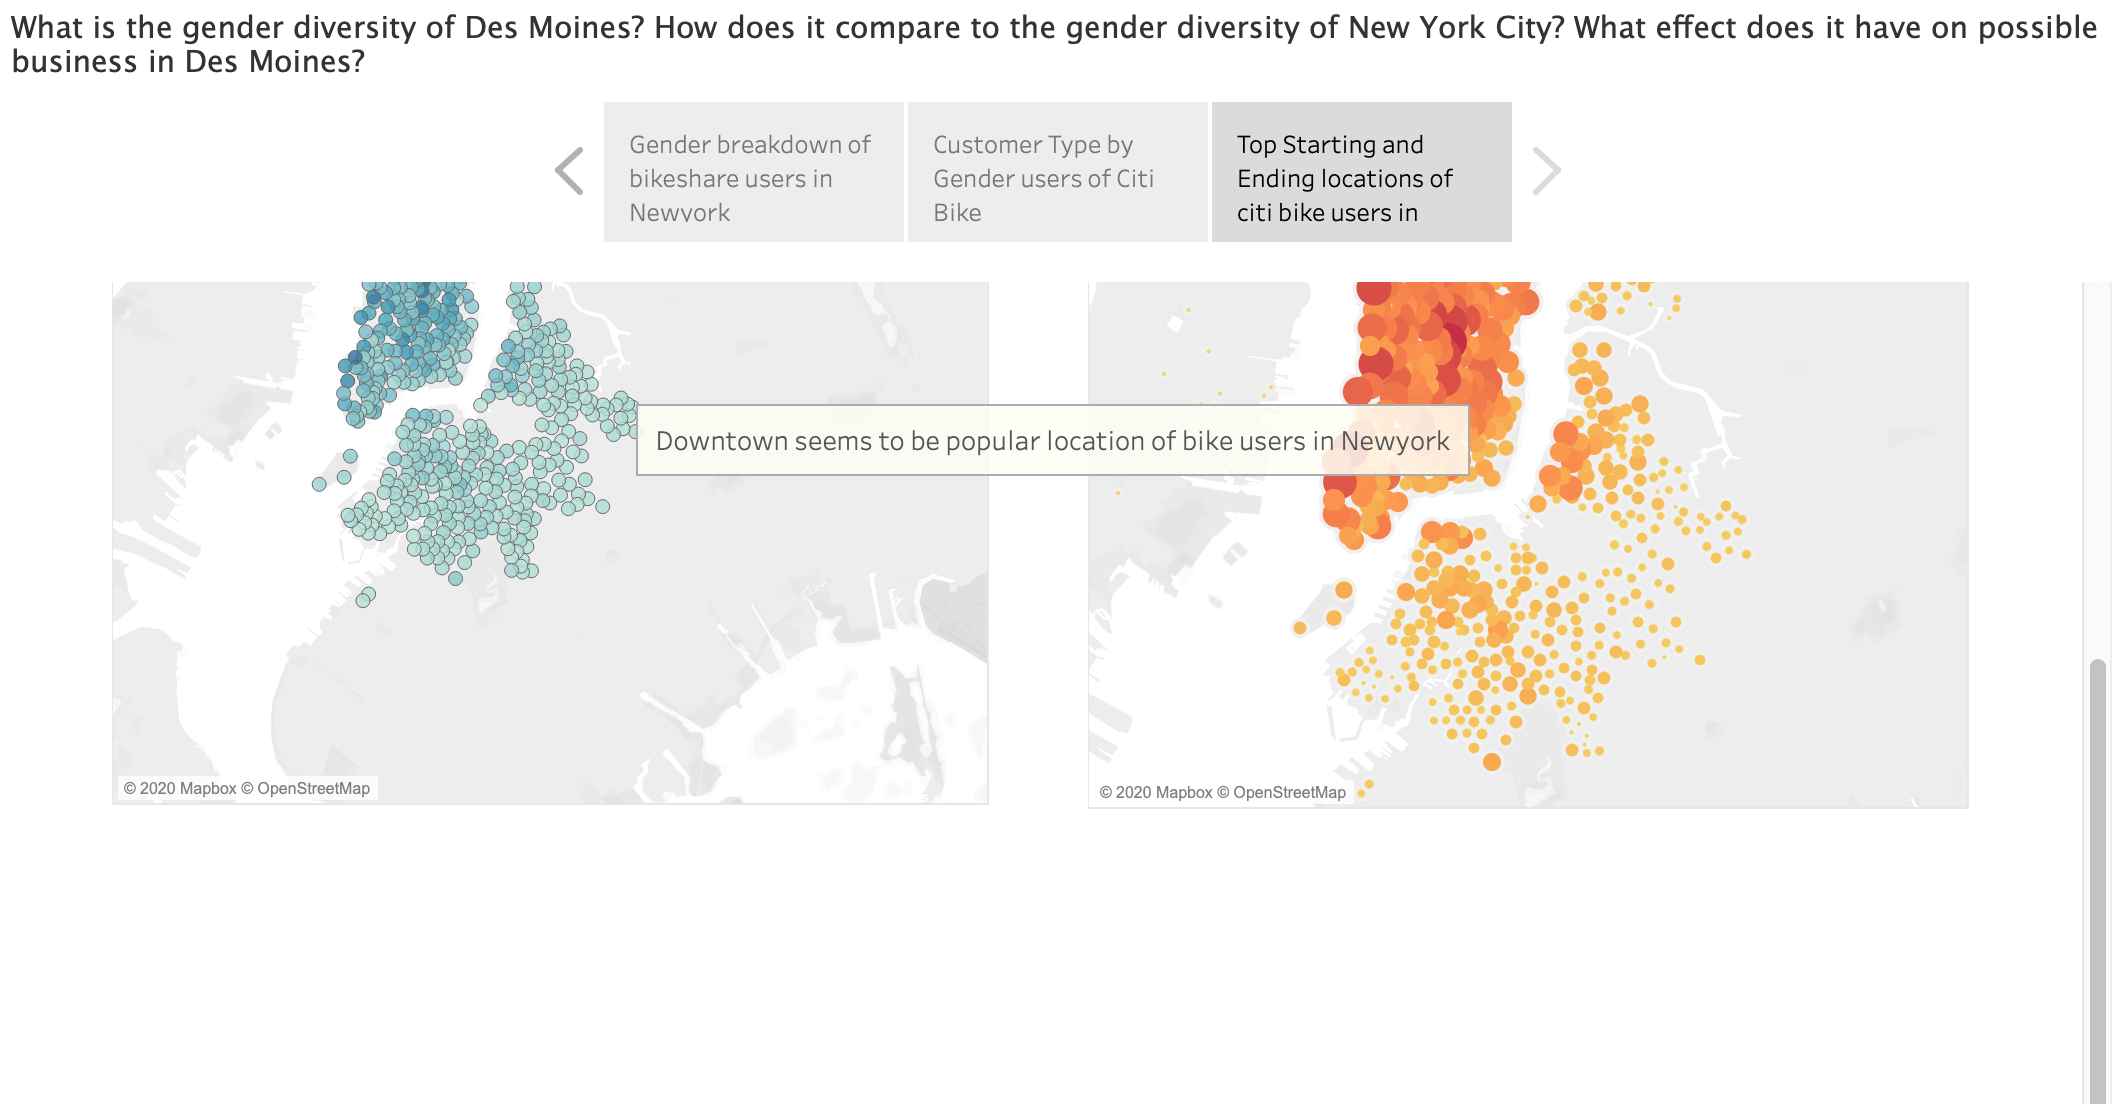 What is the gender diversity of Des Moines? How does it compare to the gender diversity of New York City? What effect does it have on possible
business in Des Moines?
Gender breakdown of
bikeshare users in
Newyork
Customer Type by
Gender users of Citi
Bike
Top Starting and
Ending locations of
citi bike users in
Downtown seems to be popular location of bike users in Newyork
© 2020 Mapbox © OpenStreetMap
© 2020 Mapbox © OpenStreetMap